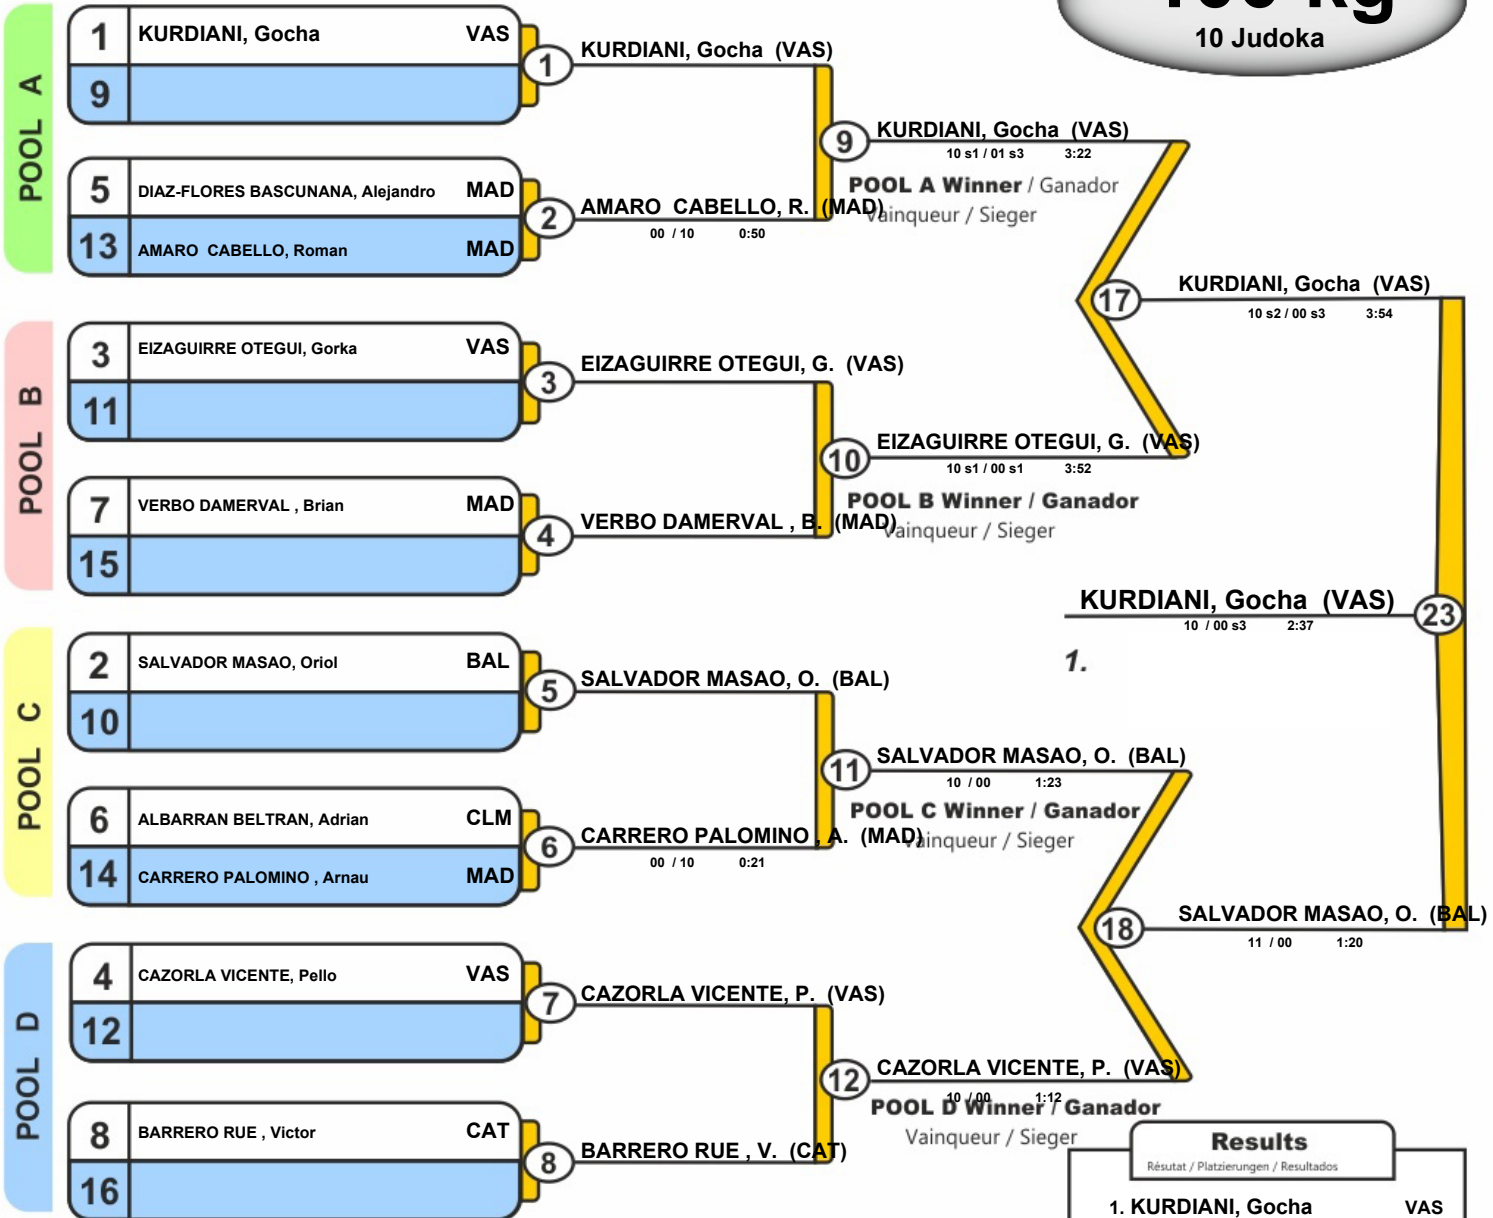 10 Judoka
POOL A
1 KURDIANI, Gocha VAS
9
1
KURDIANI, Gocha (VAS)
5 DIAZ-FLORES BASCUNANA, Alejandro MAD
13 AMARO CABELLO, Roman MAD
2
AMARO CABELLO, R. (MAD)
00 / 10 0:50
9
KURDIANI, Gocha (VAS)
10 s1 / 01 s3 3:22
POOL A Winner / Ganador
Vainqueur / Sieger
POOL B
3 EIZAGUIRRE OTEGUI, Gorka VAS
11
3
EIZAGUIRRE OTEGUI, G. (VAS)
7 VERBO DAMERVAL , Brian MAD
15
4
VERBO DAMERVAL , B. (MAD)
10
EIZAGUIRRE OTEGUI, G. (VAS)
10 s1 / 00 s1 3:52
POOL B Winner / Ganador
Vainqueur / Sieger
17
KURDIANI, Gocha (VAS)
10 s2 / 00 s3 3:54
KURDIANI, Gocha (VAS)
23
10 / 00 s3 2:37
1.
POOL C
2 SALVADOR MASAO, Oriol BAL
10
5
SALVADOR MASAO, O. (BAL)
6 ALBARRAN BELTRAN, Adrian CLM
14 CARRERO PALOMINO , Arnau MAD
6
CARRERO PALOMINO , A. (MAD)
00 / 10 0:21
11
SALVADOR MASAO, O. (BAL)
10 / 00 1:23
POOL C Winner / Ganador
Vainqueur / Sieger
18
SALVADOR MASAO, O. (BAL)
11 / 00 1:20
POOL D
4 CAZORLA VICENTE, Pello VAS
12
7
CAZORLA VICENTE, P. (VAS)
8 BARRERO RUE , Victor CAT
16
8
BARRERO RUE , V. (CAT)
12
CAZORLA VICENTE, P. (VAS)
10 / 00 1:12
POOL D Winner / Ganador
Vainqueur / Sieger
Results
Résutat / Platzierungen / Resultados
1. KURDIANI, Gocha VAS